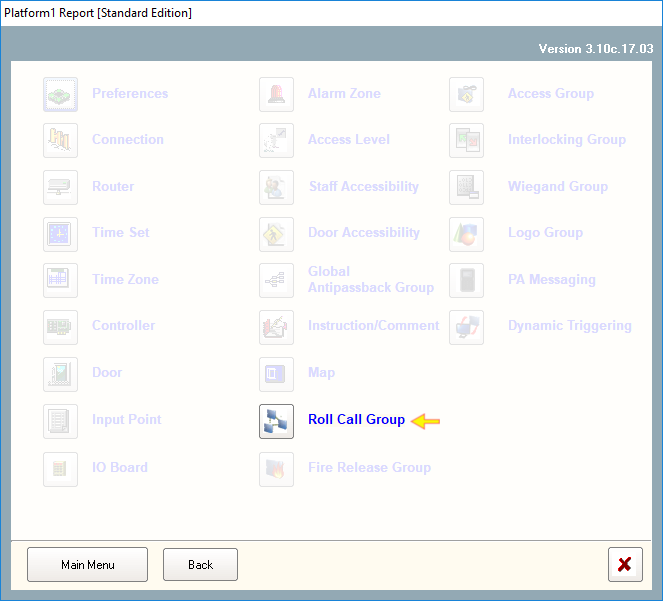 Platform1 Report [Standard Edition]
Version 3.10c.17.03
Preferences
Alarm Zone
Access Group
Connection
Access Level
Interlocking Group
Router
Staff Accessibility
Wiegand Group
Time Set
Door Accessibility
Logo Group
Time Zone
Global
Antipassback Group
PA Messaging
Controller
Instruction/Comment
Dynamic Triggering
Door
Map
Input Point
Roll Call Group
IO Board
Fire Release Group
Main Menu
Back